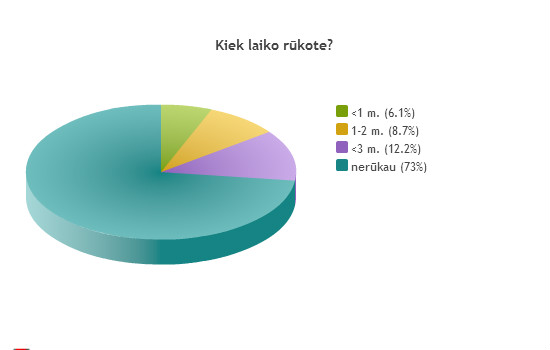 Kiek laiko rūkote?
<1 m. (6.1%)
1-2 m. (8.7%)
<3 m. (12.2%)
nerūkau (73%)